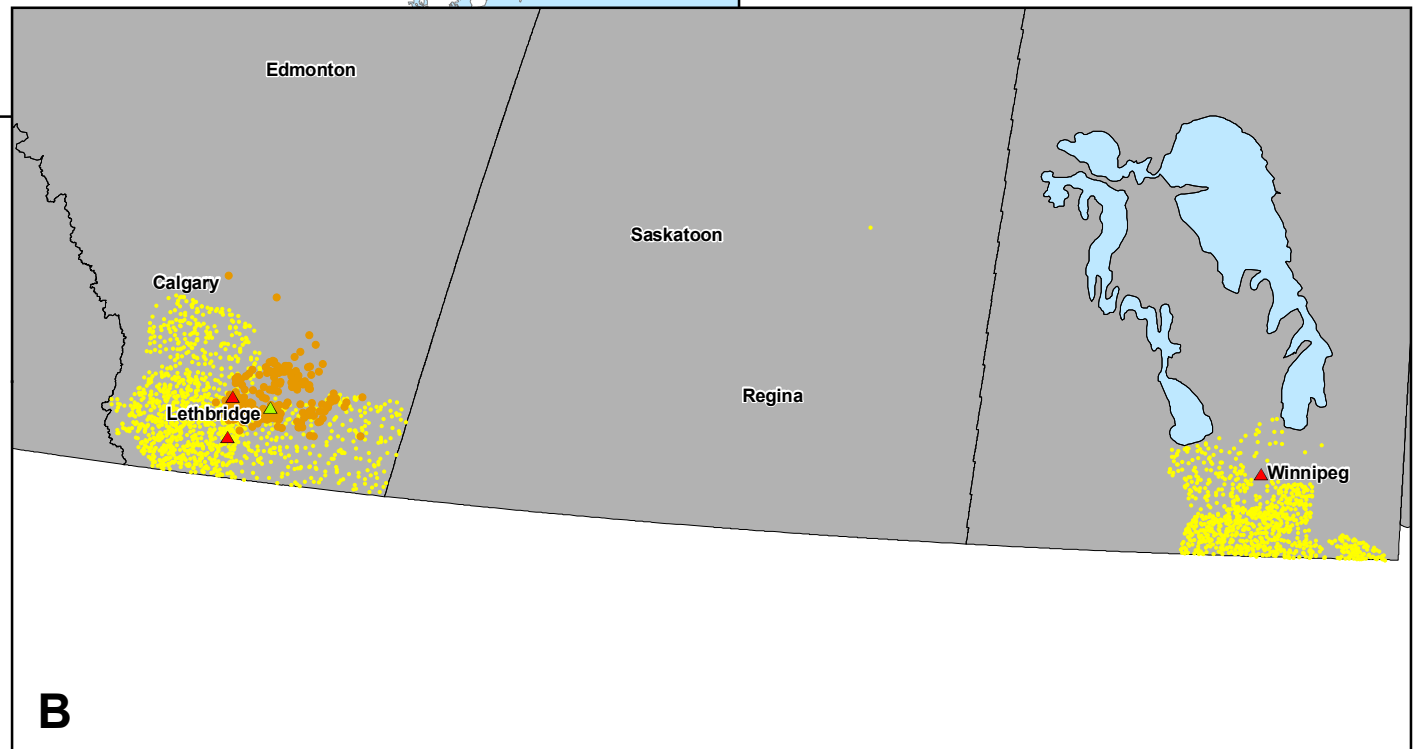 Edmonton
Saskatoon
Calgary
Regina
Lethbridge
Winnipeg
B